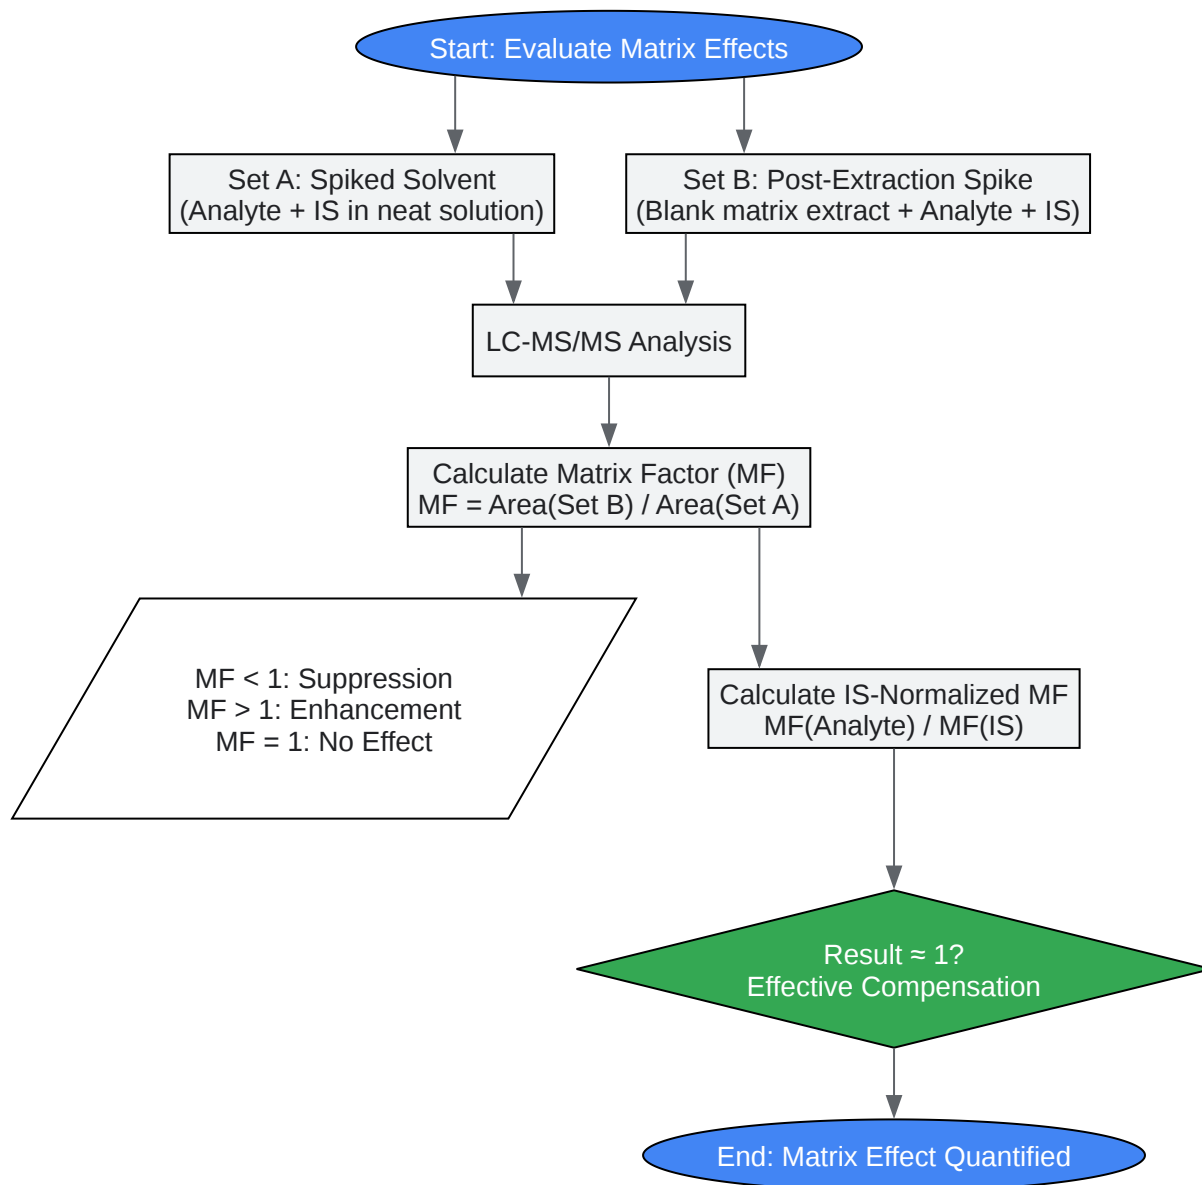 Start: Evaluate Matrix Effects
Set A: Spiked Solvent
(Analyte + IS in neat solution)
Set B: Post-Extraction Spike
(Blank matrix extract + Analyte + IS)
LC-MS/MS Analysis
Calculate Matrix Factor (MF)
MF = Area(Set B) / Area(Set A)
MF < 1: Suppression
MF > 1: Enhancement
MF = 1: No Effect
Calculate IS-Normalized MF
MF(Analyte) / MF(IS)
Result ≈ 1?
Effective Compensation
End: Matrix Effect Quantified